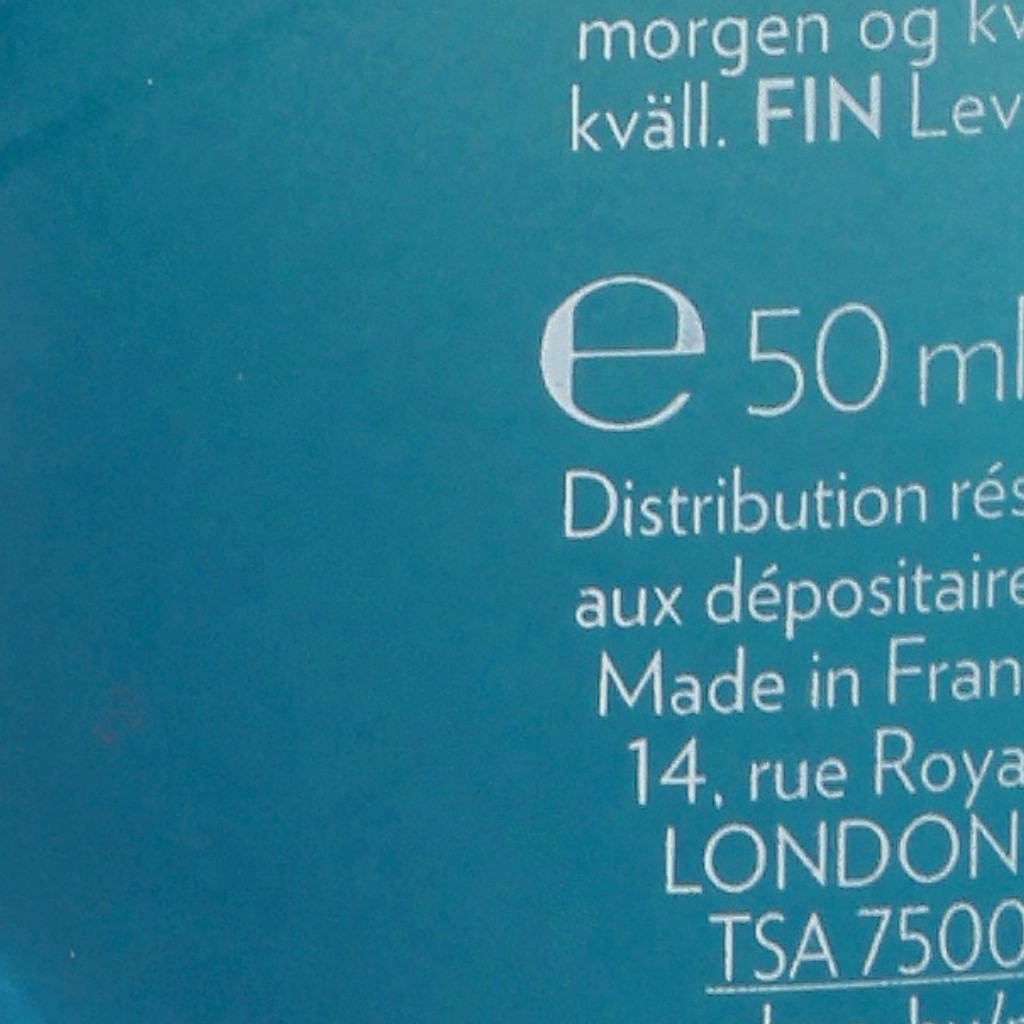 morgen og kv
kväll. FIN Lev
e 50 ml
Distribution rés
aux dépositaire
Made in Fran
14, rue Roya
LONDON
TSA 7500